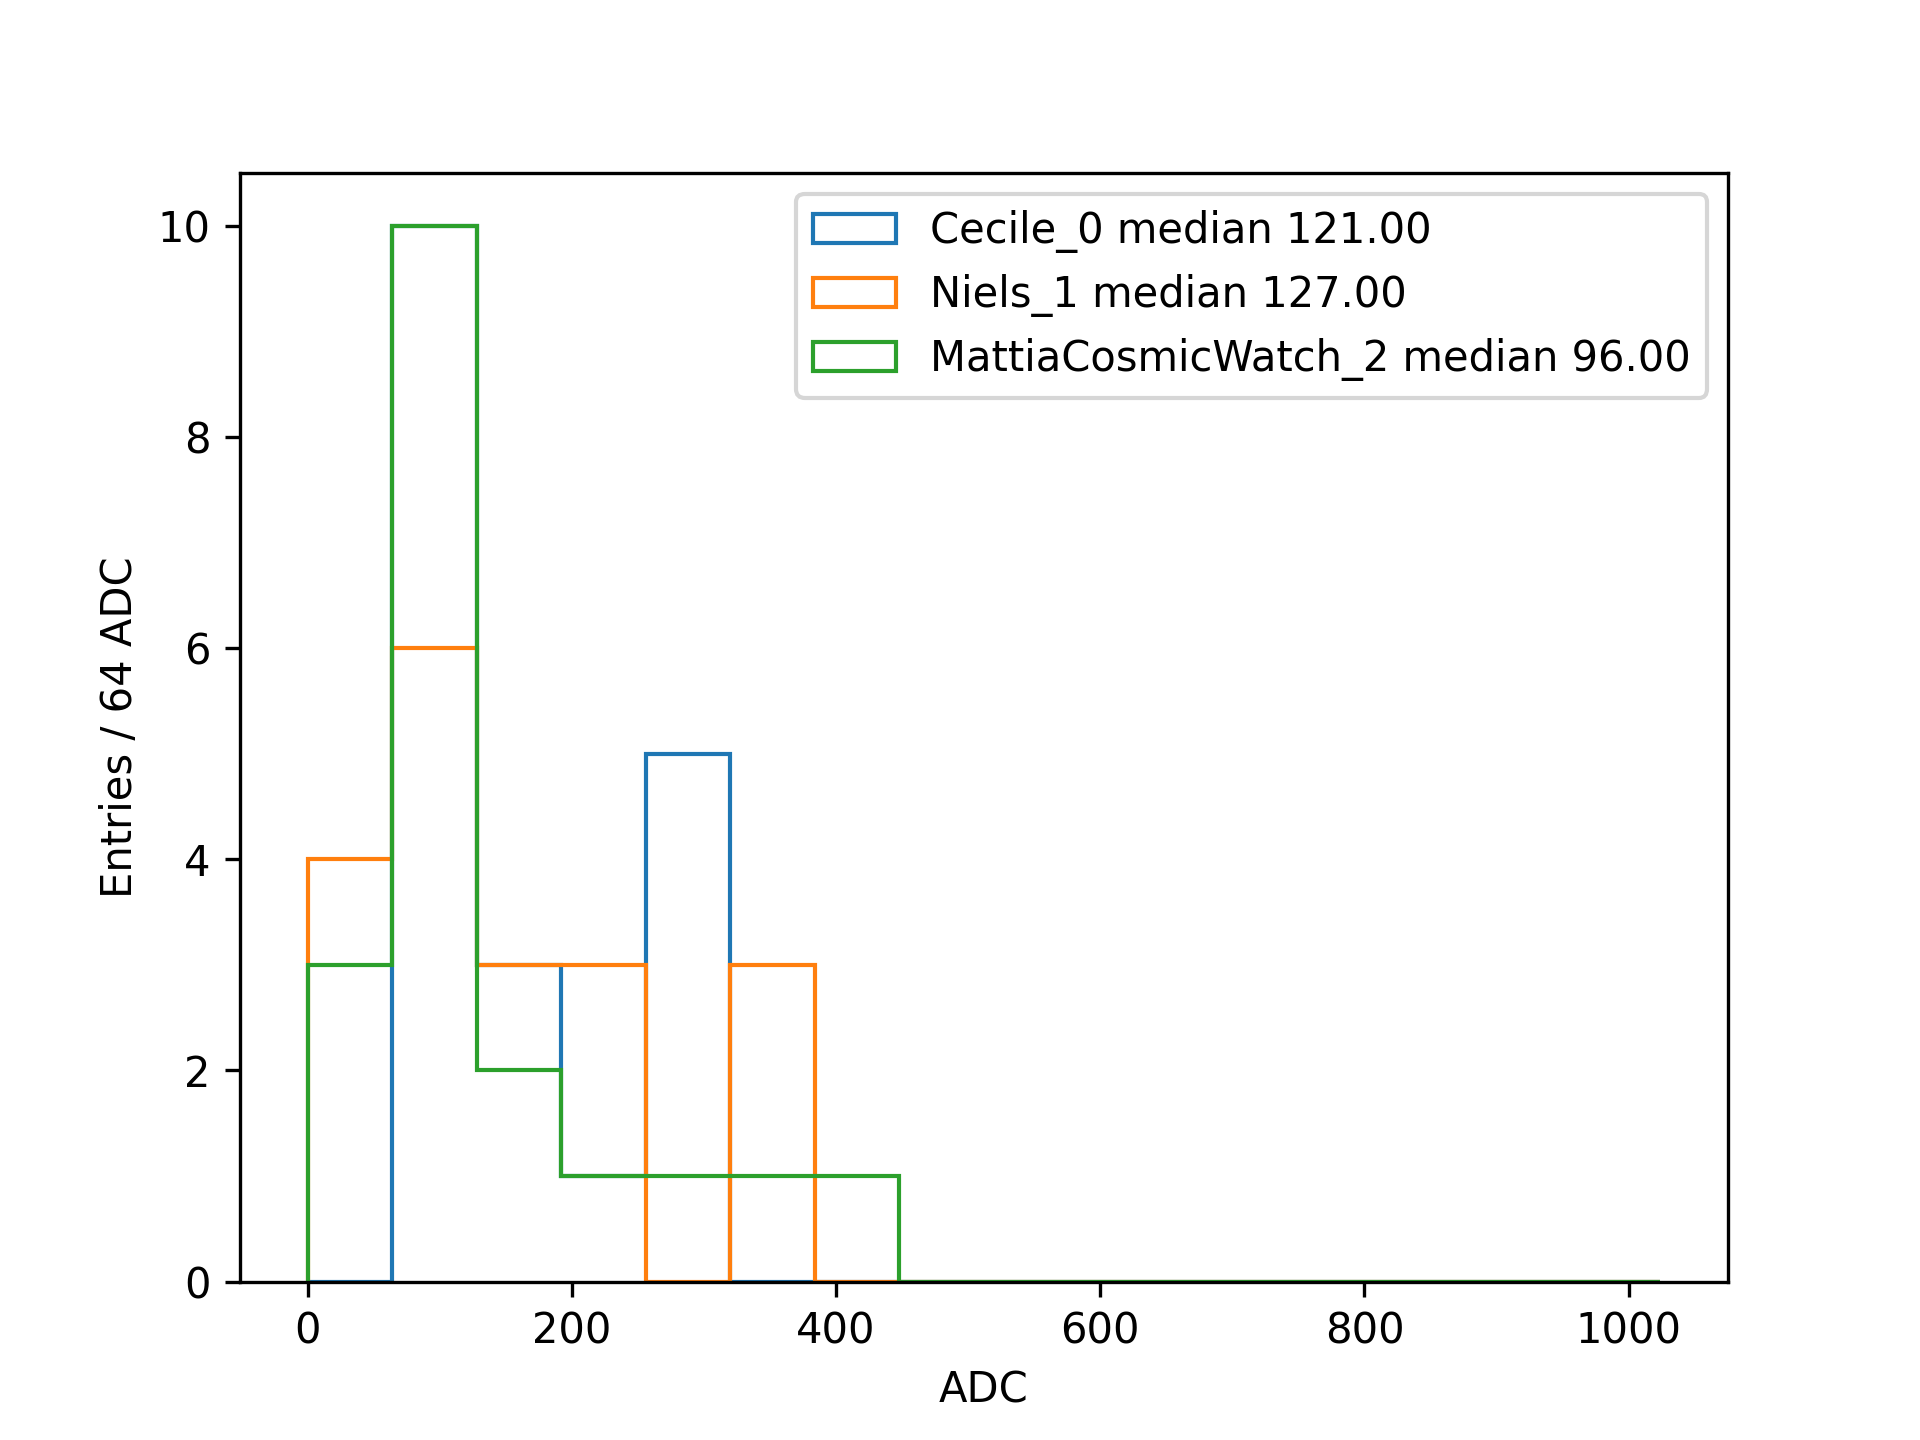 Cecile_0 median 121.00
Niels_1 median 127.00
MattiaCosmicWatch_2 median 96.00
10
8
6
4
2
0
Entries / 64 ADC
0 200 400 600 800 1000
ADC